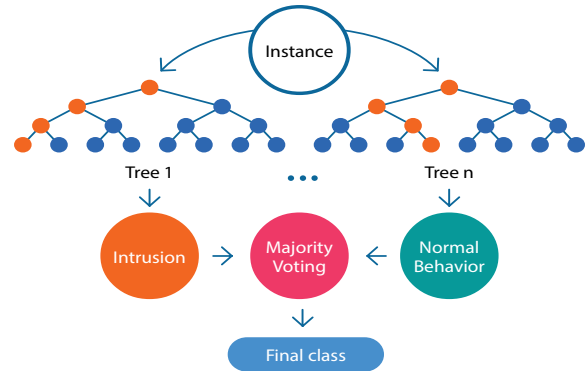 Instance
Tree 1
...
Tree n
Intrusion
Majority
Voting
Normal
Behavior
Final class